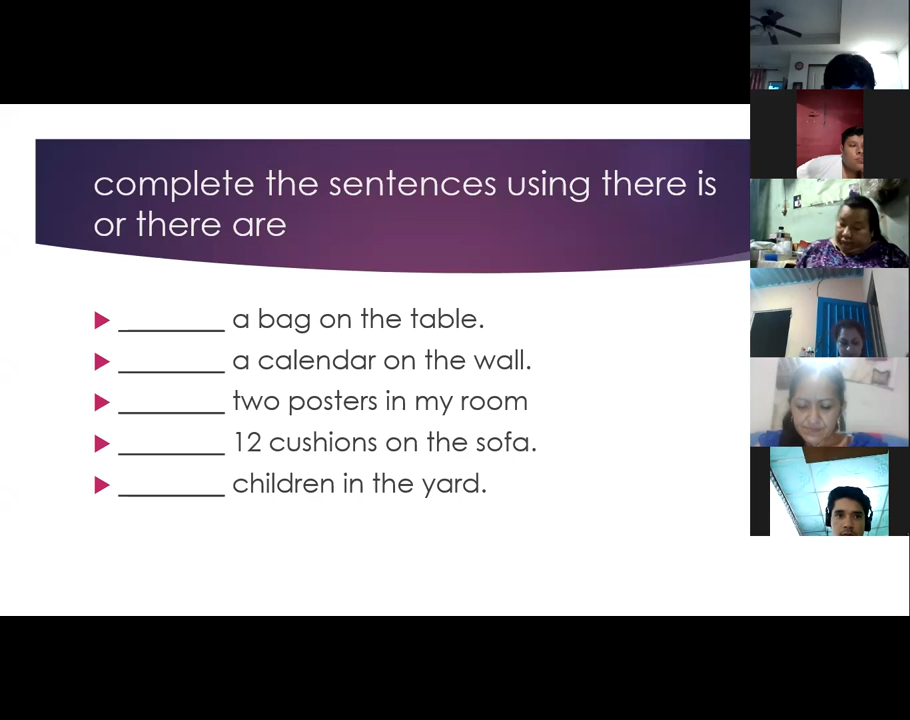 complete the sentences using there is
or there are
________ a bag on the table.
________ a calendar on the wall.
________ two posters in my room
________ 12 cushions on the sofa.
________ children in the yard.